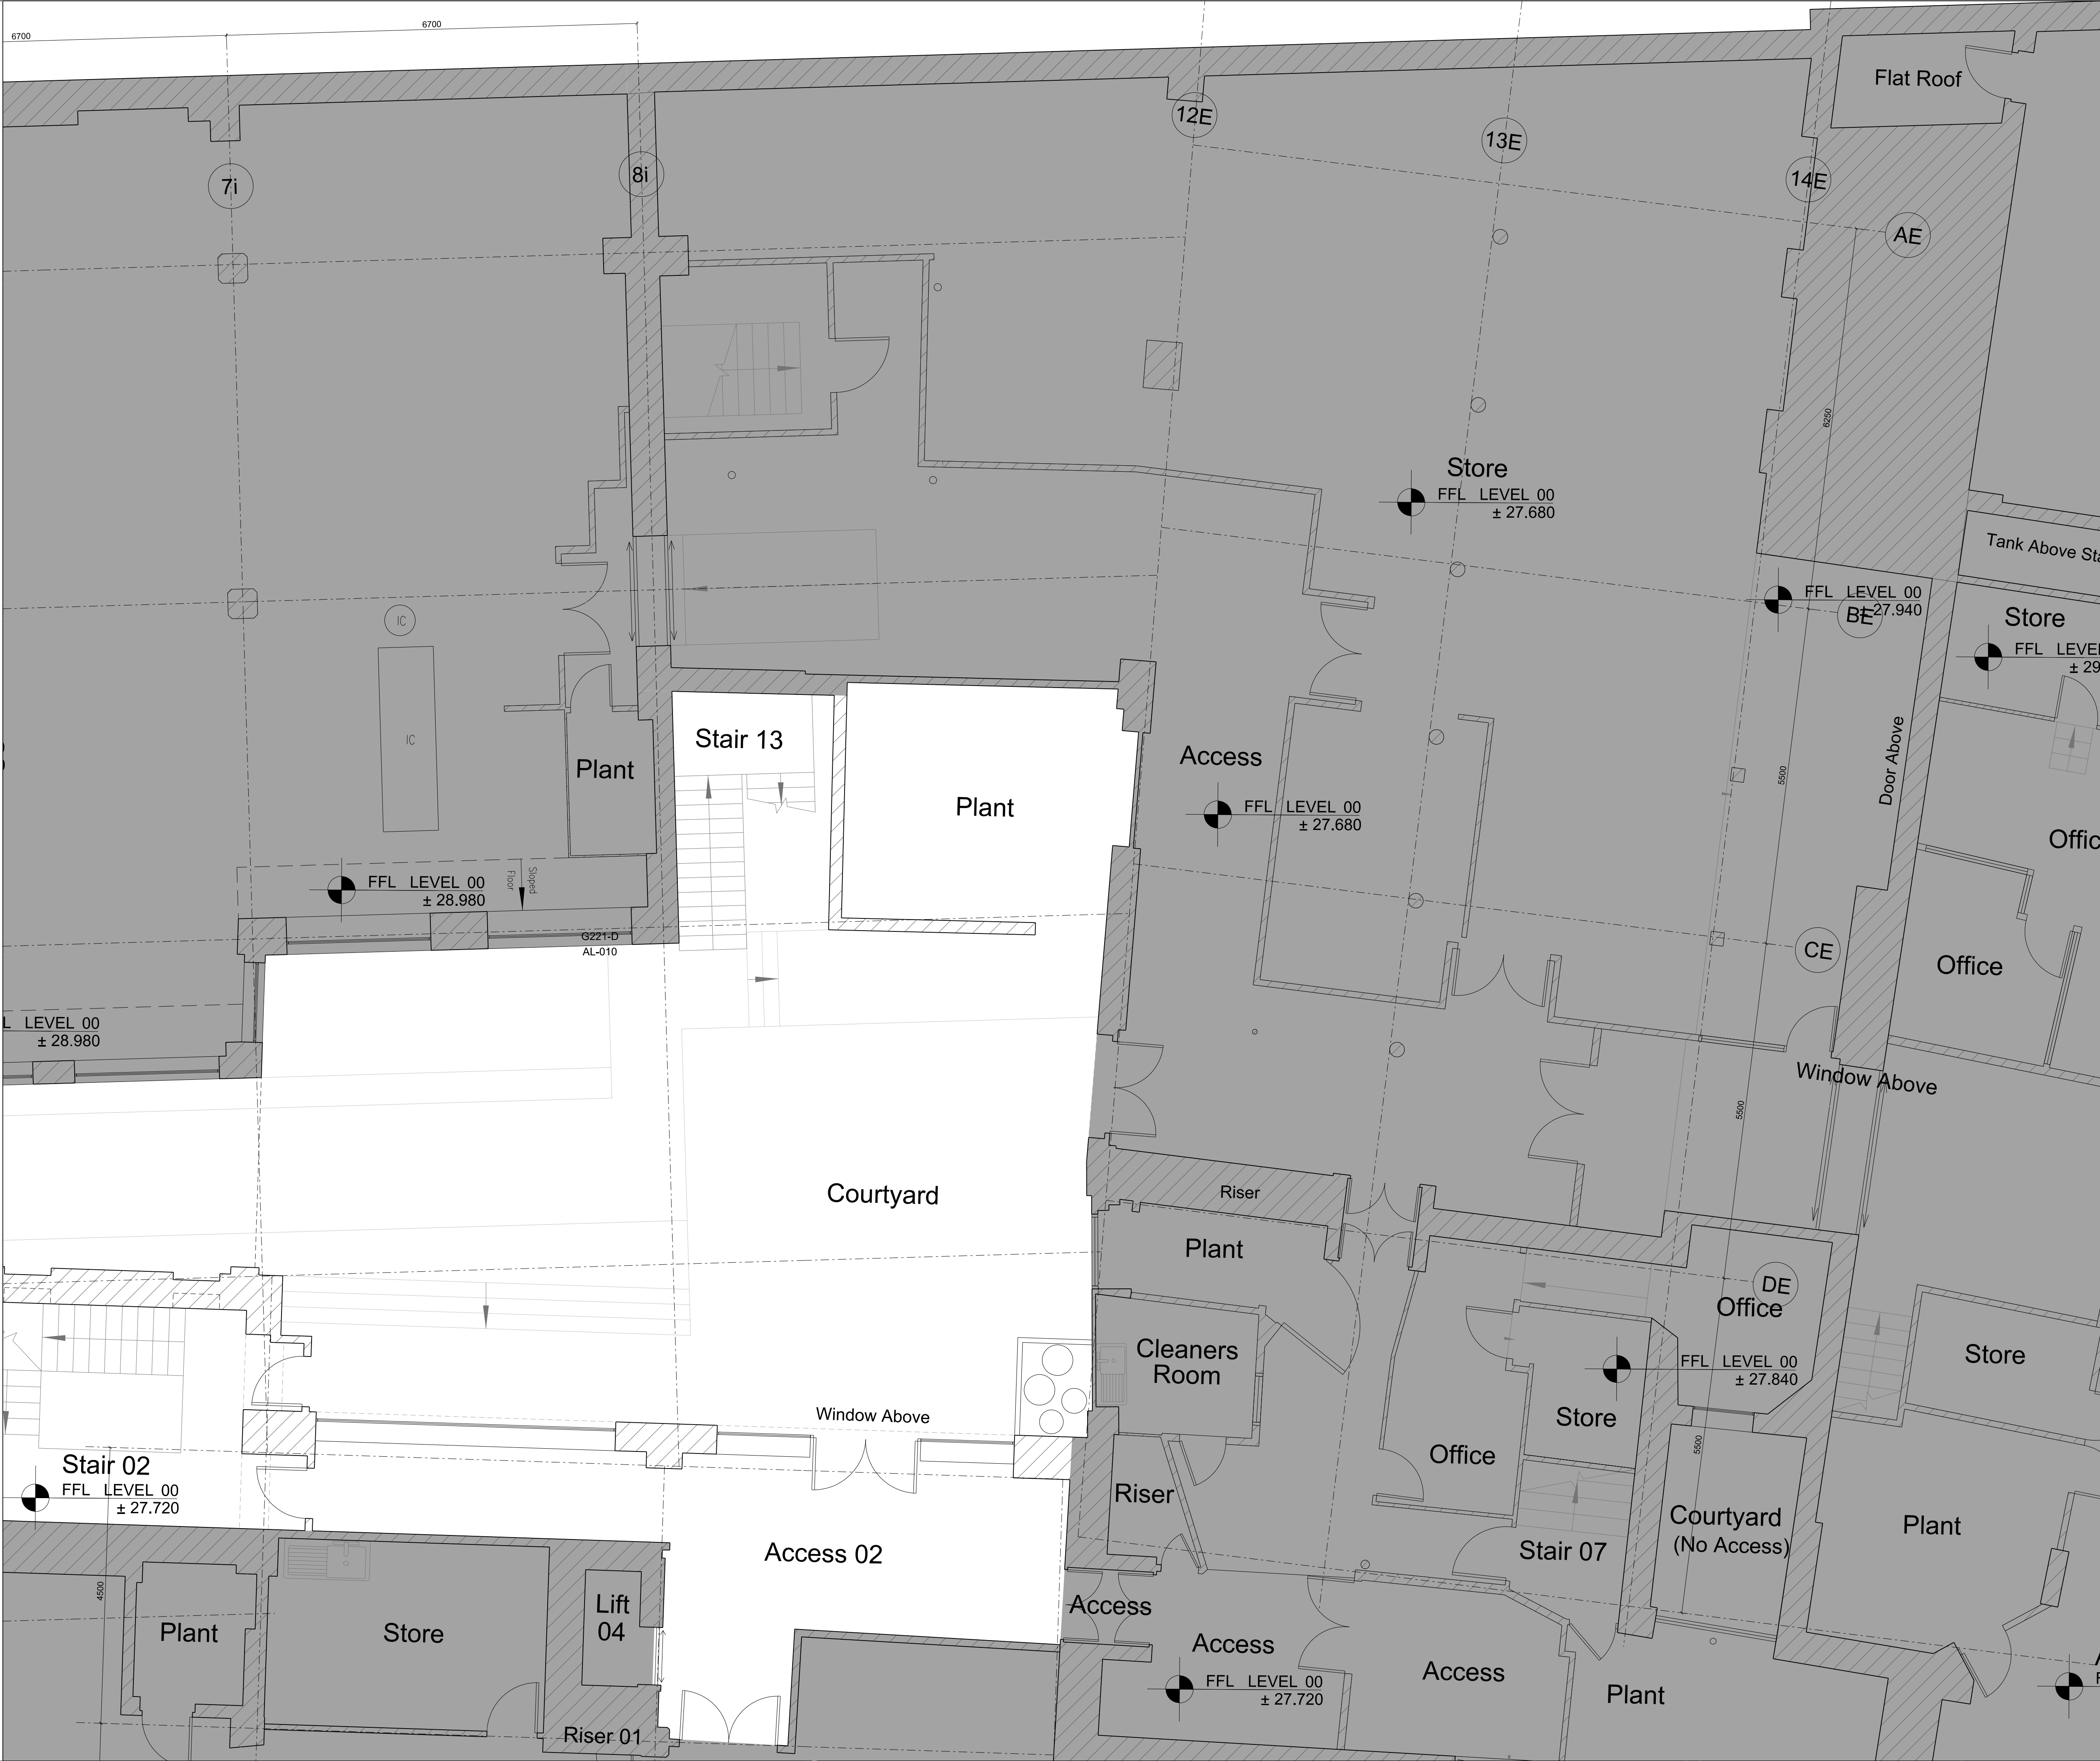 6700
6700
Flat Roof
12E
13E
14E
7i
8i
AE
6250
Store
FFL LEVEL 00
± 27.680
Tank Above
FFL LEVEL 00
± 27.940
BE
Store
FFL
IC
IC
Door Above
Stair 13
Access
5500
Plant
Plant
FFL LEVEL 00
± 27.680
Sloped
Floor
FFL LEVEL 00
± 28.980
G221-D
AL-010
CE
Office
LEVEL 00
± 28.980
Window Above
5500
Riser
Courtyard
Plant
DE
Office
Cleaners
Room
FFL LEVEL 00
± 27.840
Store
Window Above
Store
5500
Office
Stair 02
FFL LEVEL 00
± 27.720
Riser
Courtyard
(No Access)
Plant
Stair 07
Access 02
4500
Lift
04
Access
Plant
Store
Access
FFL LEVEL 00
± 27.720
Access
Plant
Riser 01